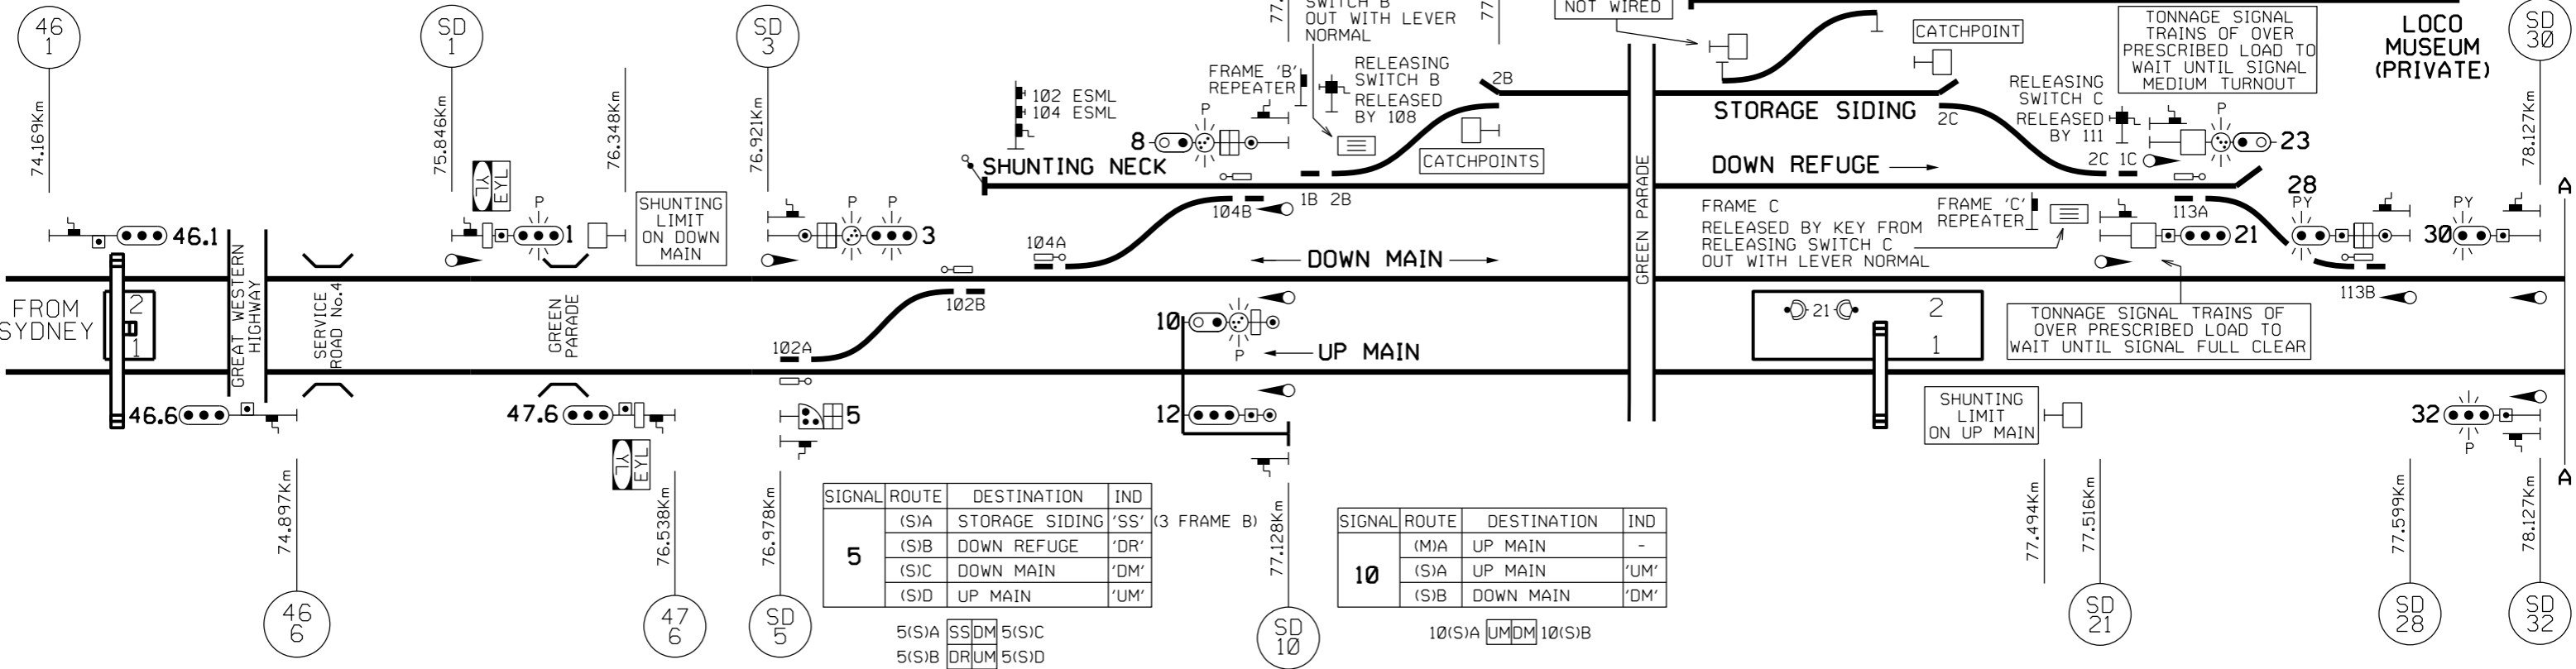 46
1
SD
1
SD
3
77.
SWITCH B
OUT WITH LEVER
NORMAL
77
NOT WIRED
CATCHPOINT
TONNAGE SIGNAL
TRAINS OF OVER
PRESCRIBED LOAD TO
WAIT UNTIL SIGNAL
MEDIUM TURNOUT
LOCO
MUSEUM
(PRIVATE)
SD
30
74.169Km
75.846Km
76.348Km
76.921Km
78.127Km
102 ESML
104 ESML
FRAME 'B'
REPEATER
RELEASING
SWITCH B
RELEASED
BY 108
2B
STORAGE SIDING
2C
RELEASING
SWITCH C
RELEASED
BY 111
P
8
P
23
YL
EYL
SHUNTING
LIMIT
ON DOWN
MAIN
SHUNTING NECK
CATCHPOINTS
DOWN REFUGE
2C 1C
1B 2B
104B
46.1
P
1
P
P
3
104A
GREEN PARADE
FRAME C
RELEASED BY KEY FROM
RELEASING SWITCH C
OUT WITH LEVER NORMAL
FRAME 'C'
REPEATER
113A
21
28
PY
PY
30
A
DOWN MAIN
102B
113B
FROM
SYDNEY
2
1
GREAT WESTERN
HIGHWAY
SERVICE
ROAD No.4
GREEN
PARADE
102A
10
P
UP MAIN
21
2
1
TONNAGE SIGNAL TRAINS OF
OVER PRESCRIBED LOAD TO
WAIT UNTIL SIGNAL FULL CLEAR
46.6
47.6
5
12
SHUNTING
LIMIT
ON UP MAIN
32
P
YL
EYL
A
74.897Km
76.538Km
76.978Km
77.128Km
77.494Km
77.516Km
77.599Km
78.127Km
SIGNAL ROUTE DESTINATION IND
(S)A STORAGE SIDING 'SS' (3 FRAME B)
5
(S)B DOWN REFUGE 'DR'
(S)C DOWN MAIN 'DM'
(S)D UP MAIN 'UM'
5(S)A SS DM 5(S)C
5(S)B DR UM 5(S)D
SIGNAL ROUTE DESTINATION IND
(M)A UP MAIN -
10
(S)A UP MAIN 'UM'
(S)B DOWN MAIN 'DM'
10(S)A UM DM 10(S)B
46
6
47
6
SD
5
SD
10
SD
21
SD
28
SD
32